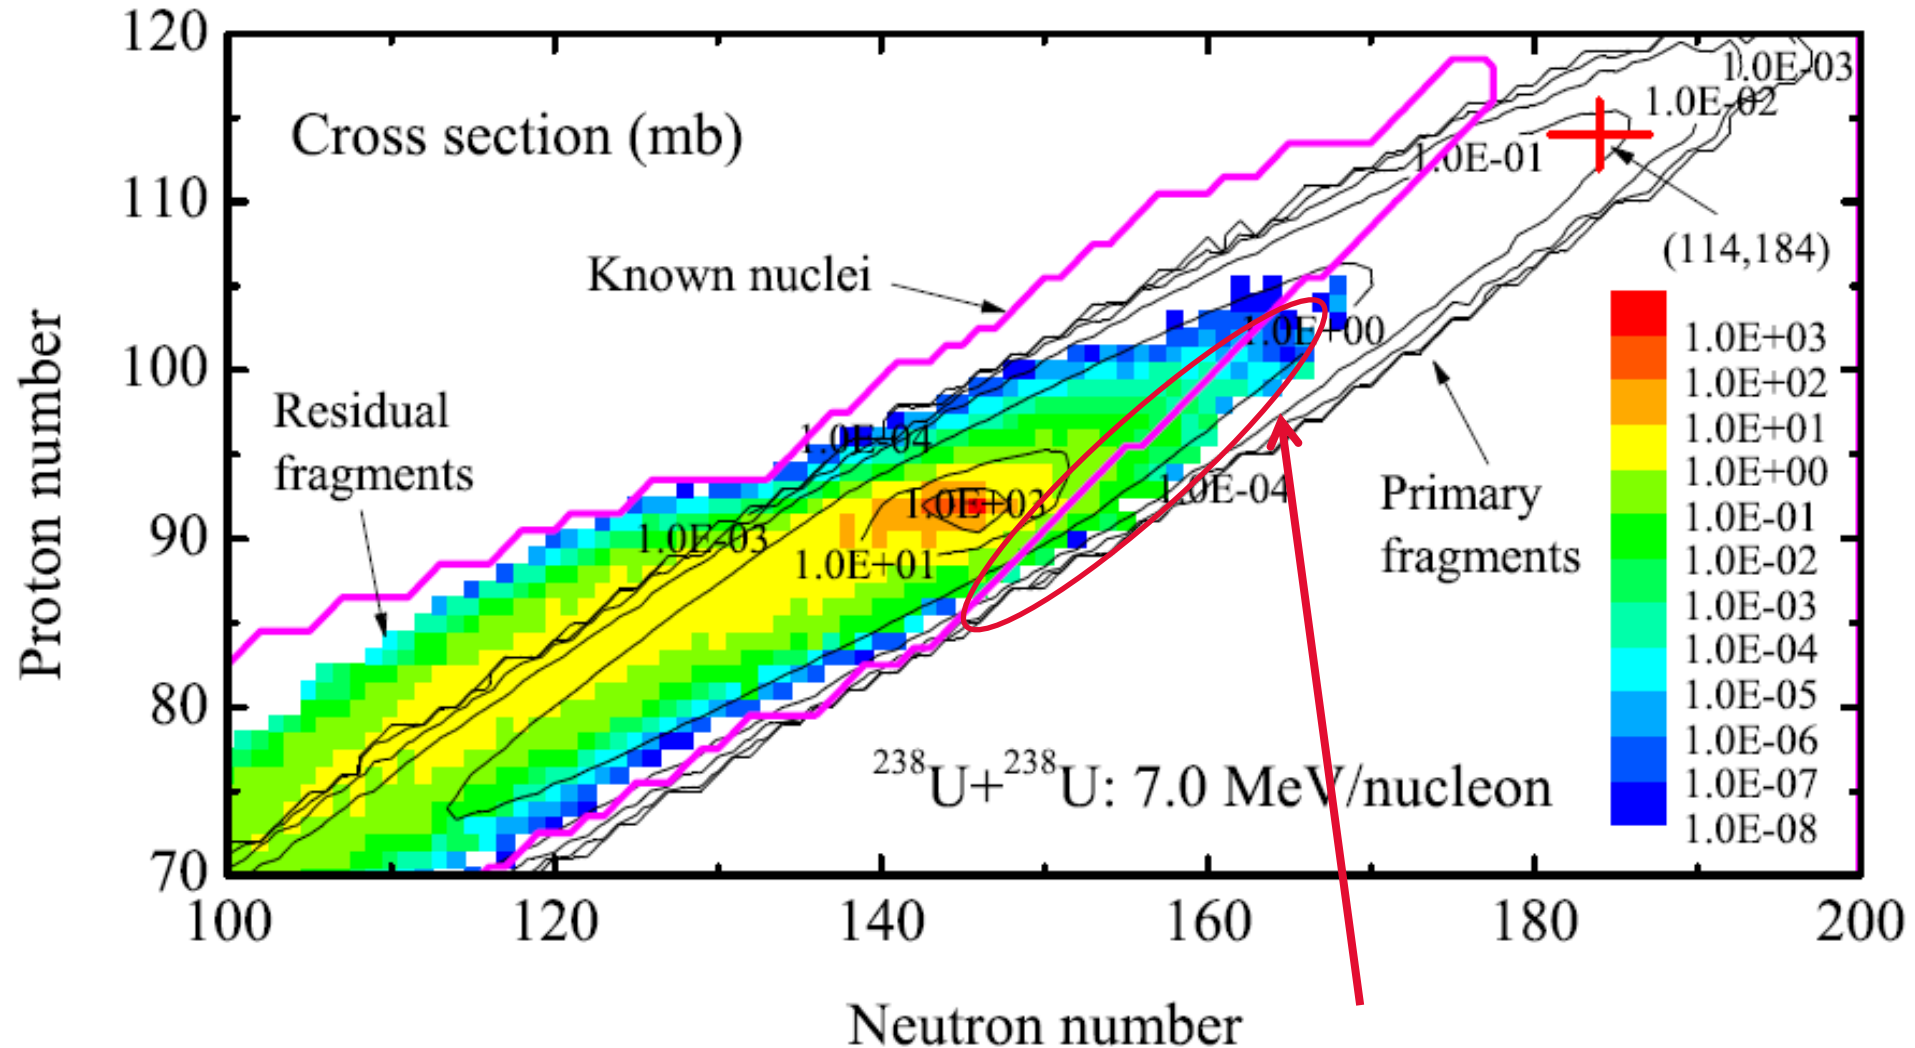 120
110
100
90
80
70
Proton number
Cross section (mb)
Known nuclei
Residual
fragments
1.0E-03
1.0E-02
1.0E-01
(114,184)
1.0E+00
1.0E-04
1.0E+03
1.0E-04
1.0E-03
1.0E+01
Primary
fragments
²³⁸U+²³⁸U: 7.0 MeV/nucleon
1.0E+03
1.0E+02
1.0E+01
1.0E+00
1.0E-01
1.0E-02
1.0E-03
1.0E-04
1.0E-05
1.0E-06
1.0E-07
1.0E-08
100 120 140 160 180 200
Neutron number